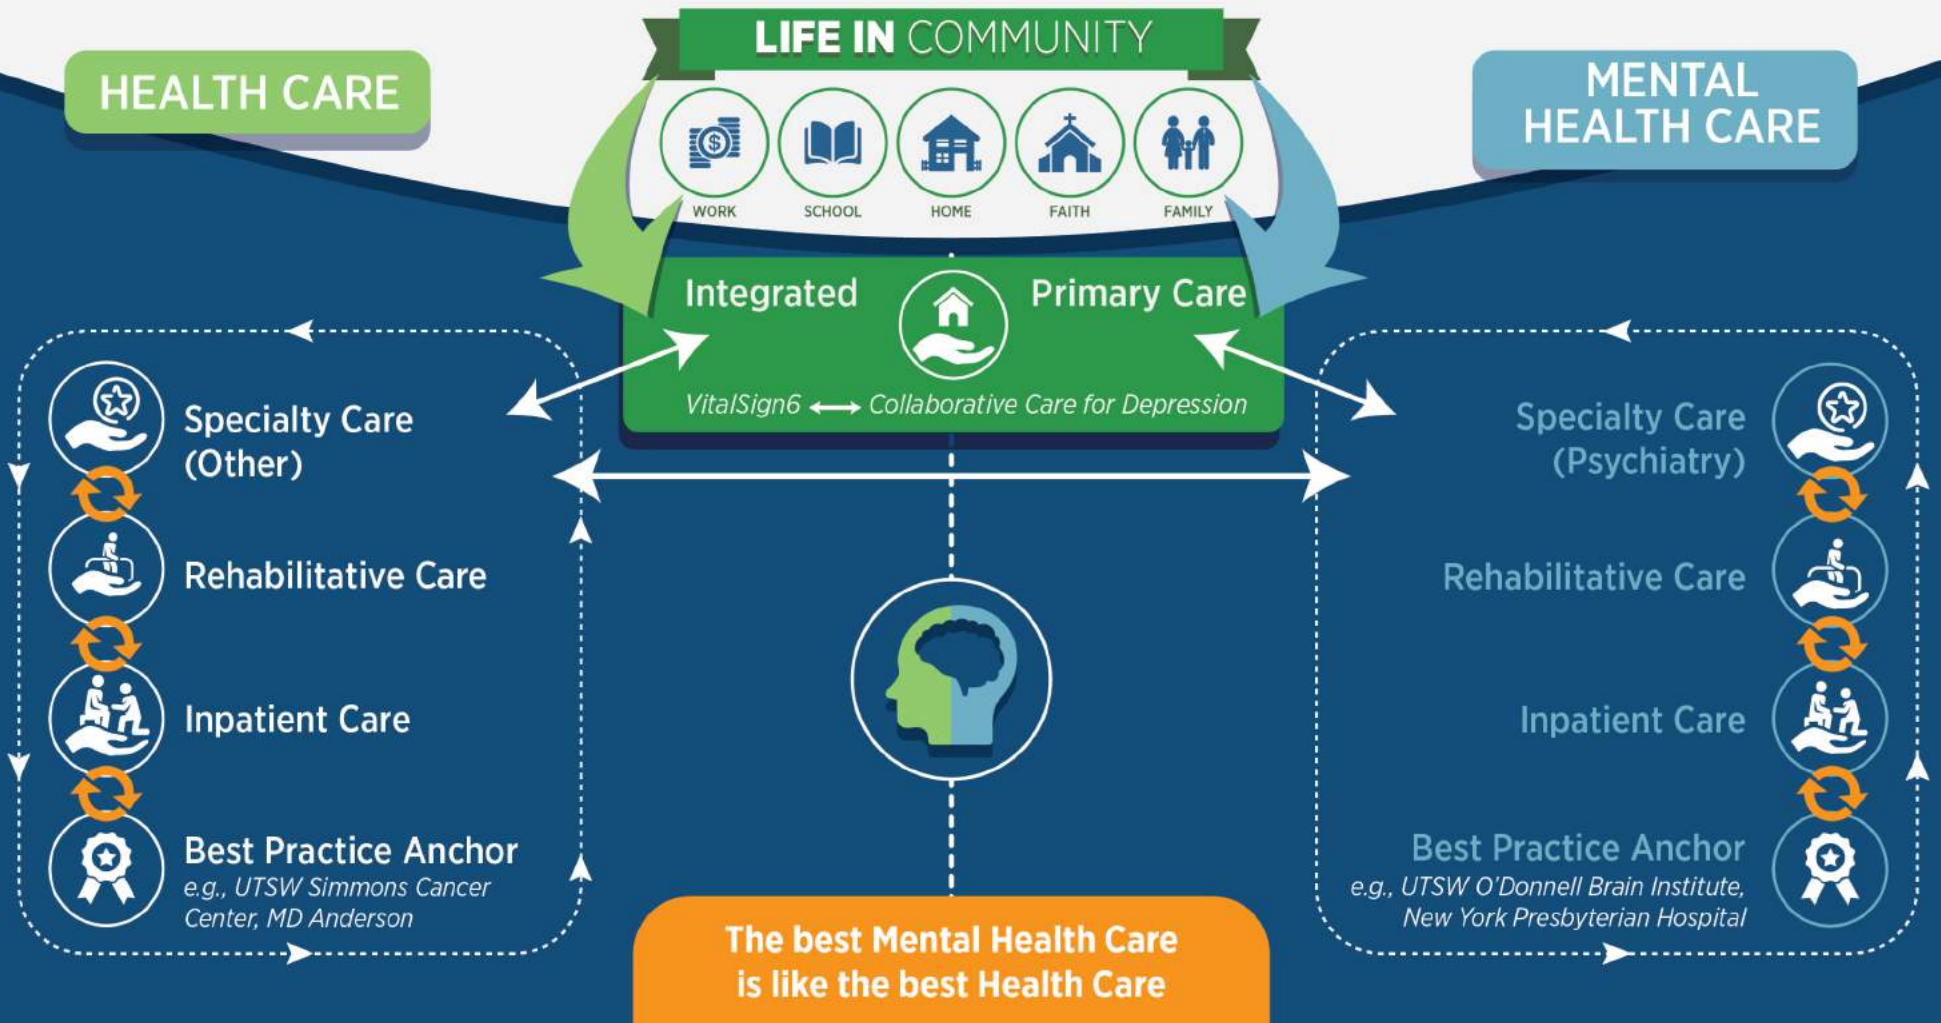 LIFE IN COMMUNITY
HEALTH CARE
MENTAL
HEALTH CARE
WORK
SCHOOL
HOME
FAITH
FAMILY
Integrated
Primary Care
VitalSign6
Collaborative Care for Depression
Specialty Care
(Other)
Rehabilitative Care
Inpatient Care
Best Practice Anchor
e.g., UTSW Simmons Cancer
Center, MD Anderson
Specialty Care
(Psychiatry)
Rehabilitative Care
Inpatient Care
Best Practice Anchor
e.g., UTSW O'Donnell Brain Institute,
New York Presbyterian Hospital
The best Mental Health Care
is like the best Health Care